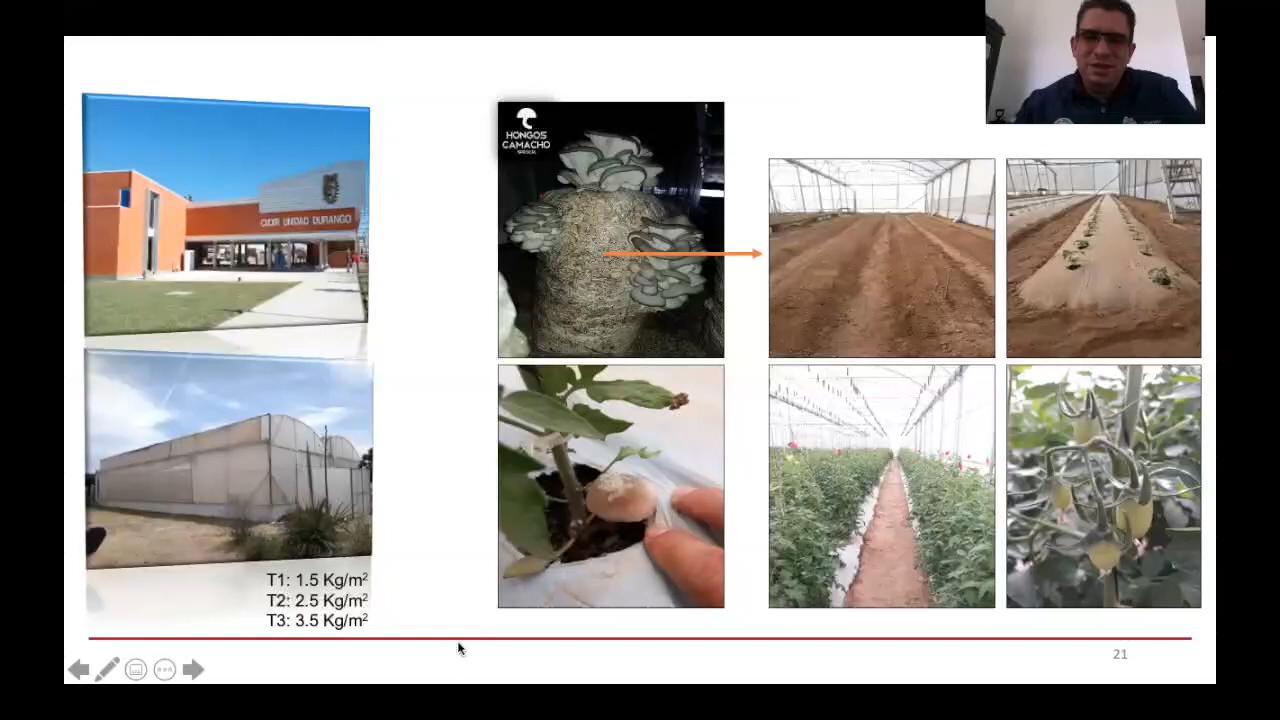 CIIDIR UNIDAD DURANGO
HONGOS
CAMACHO
T1: 1.5 Kg/m²
T2: 2.5 Kg/m²
T3: 3.5 Kg/m²
21